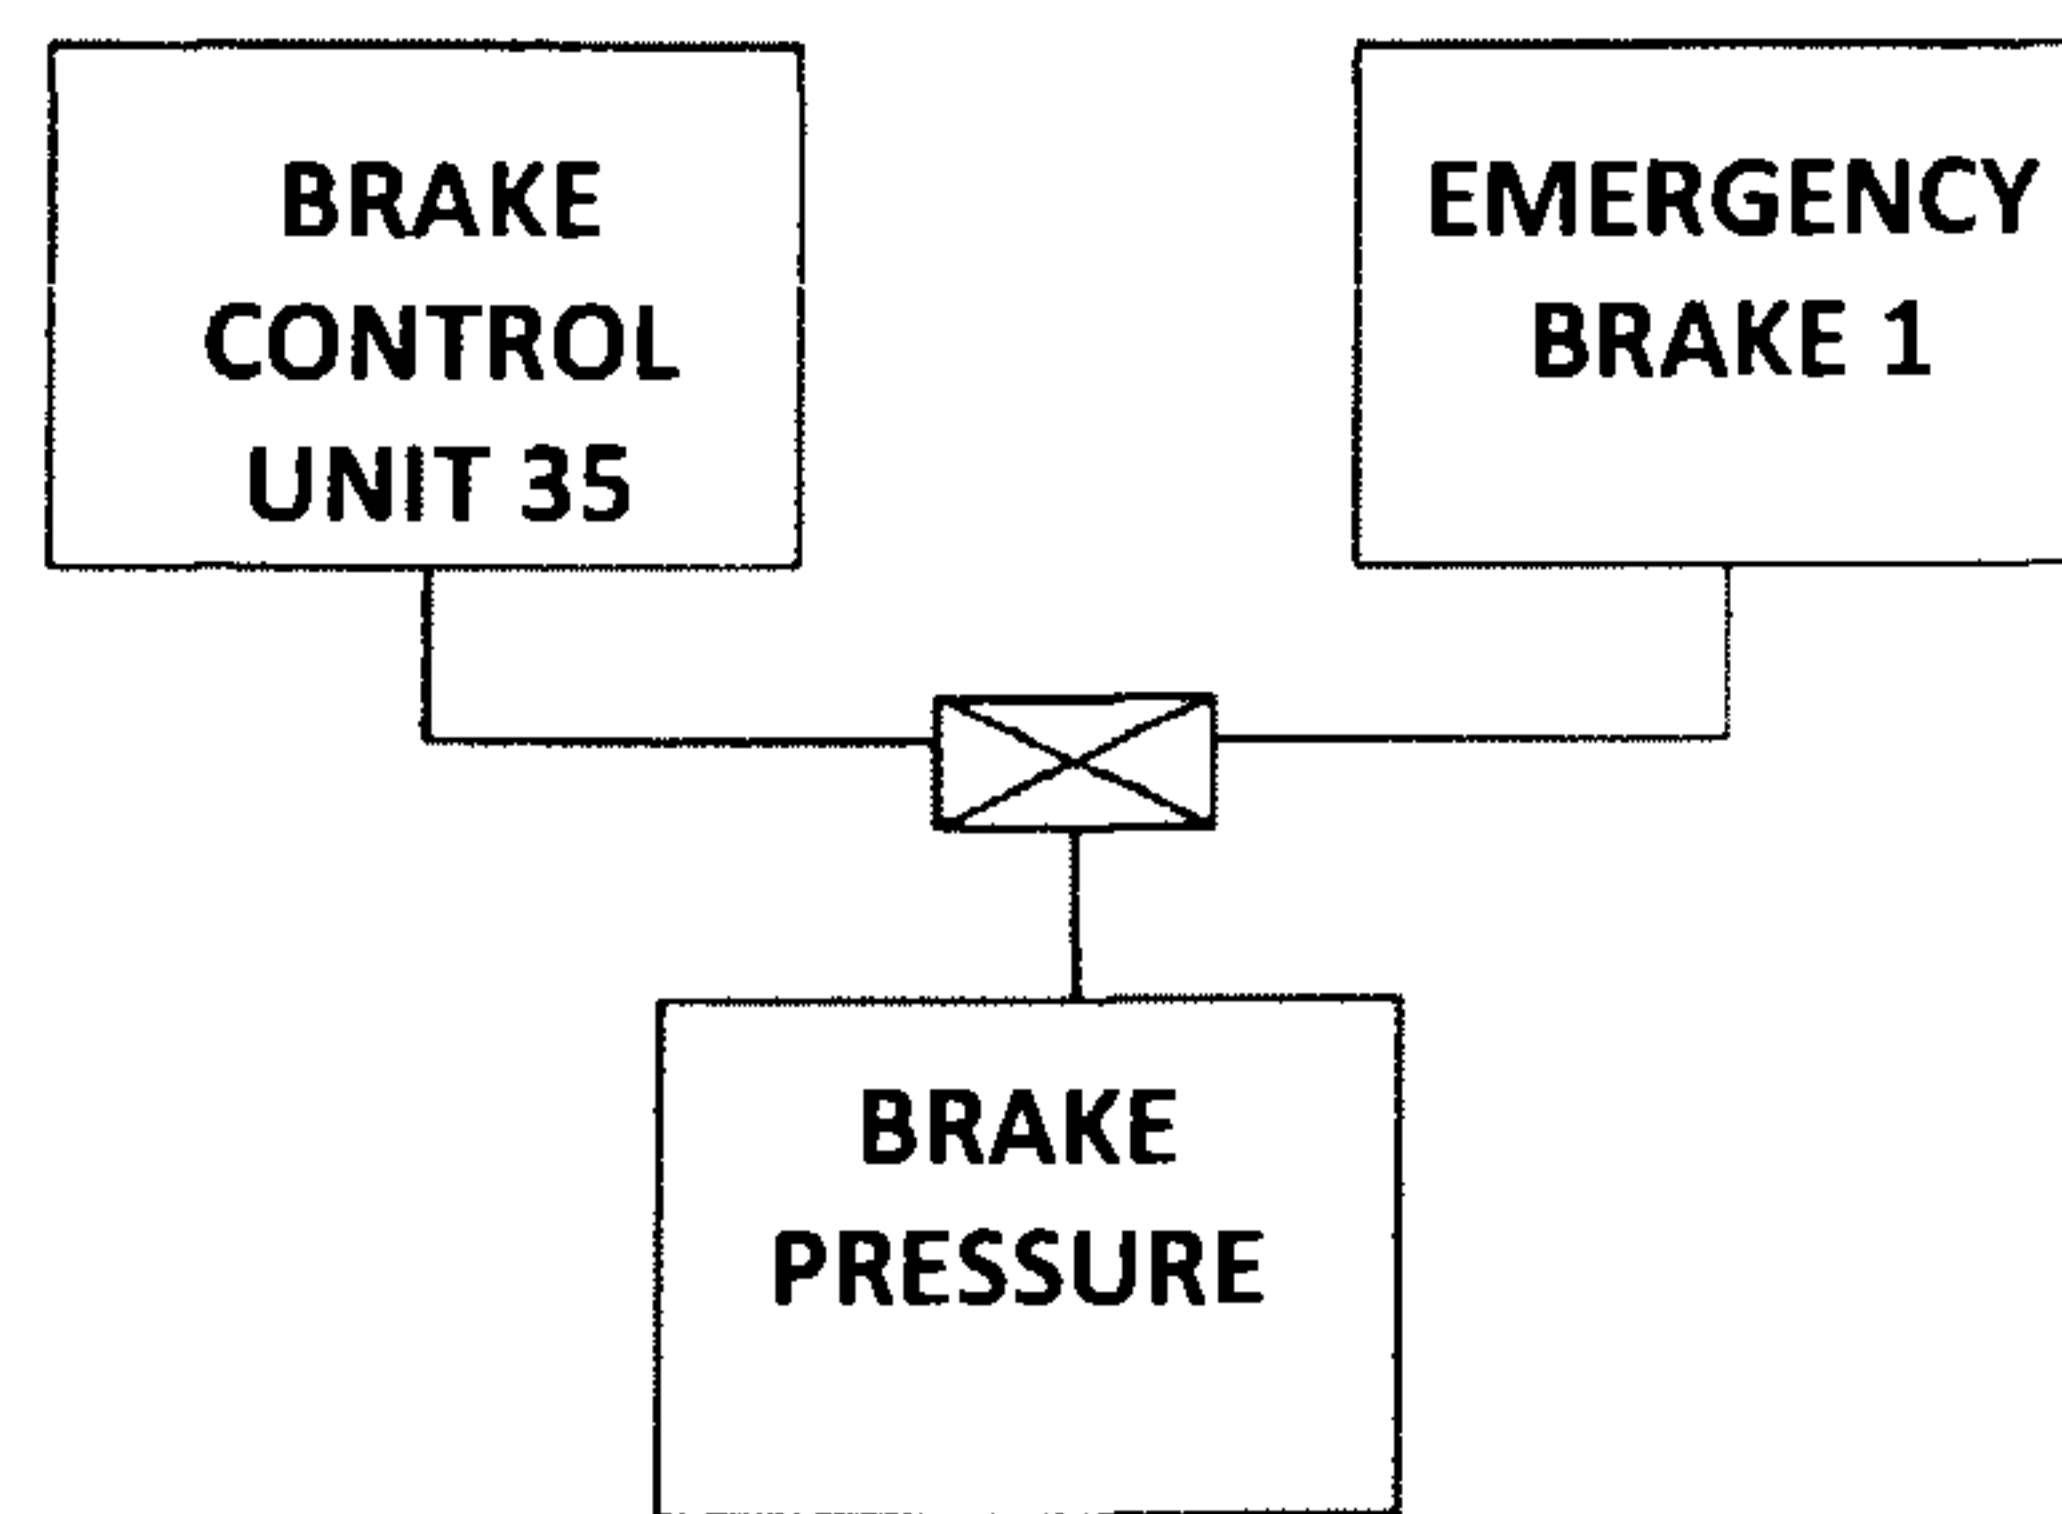 BRAKE
CONTROL
UNIT 35
EMERGENCY
BRAKE 1
BRAKE
PRESSURE